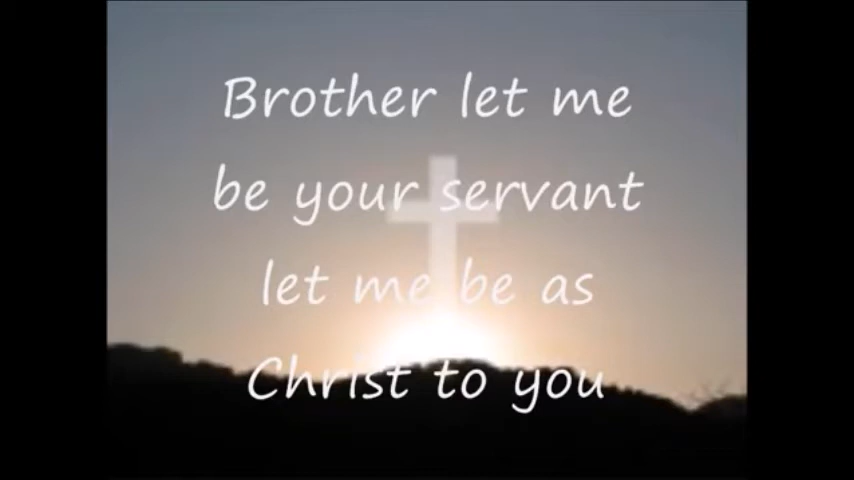 Brother let me
be your servant
let me be as
Christ to you